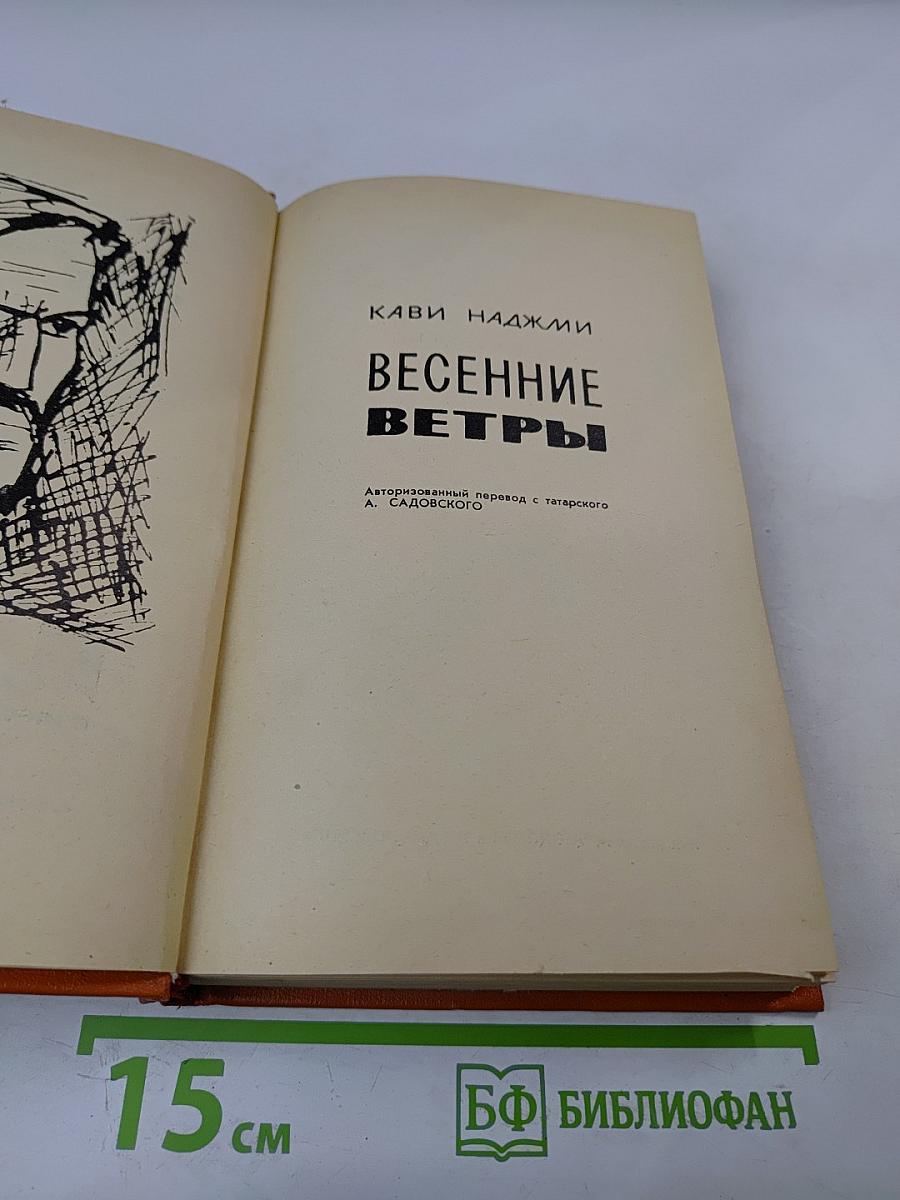 КАВИ НАДЖМИ
ВЕСЕННИЕ
ВЕТРЫ
Авторизованный перевод с татарского
А. САДОВСКОГО
15 см
БФ БИБЛИОФАН